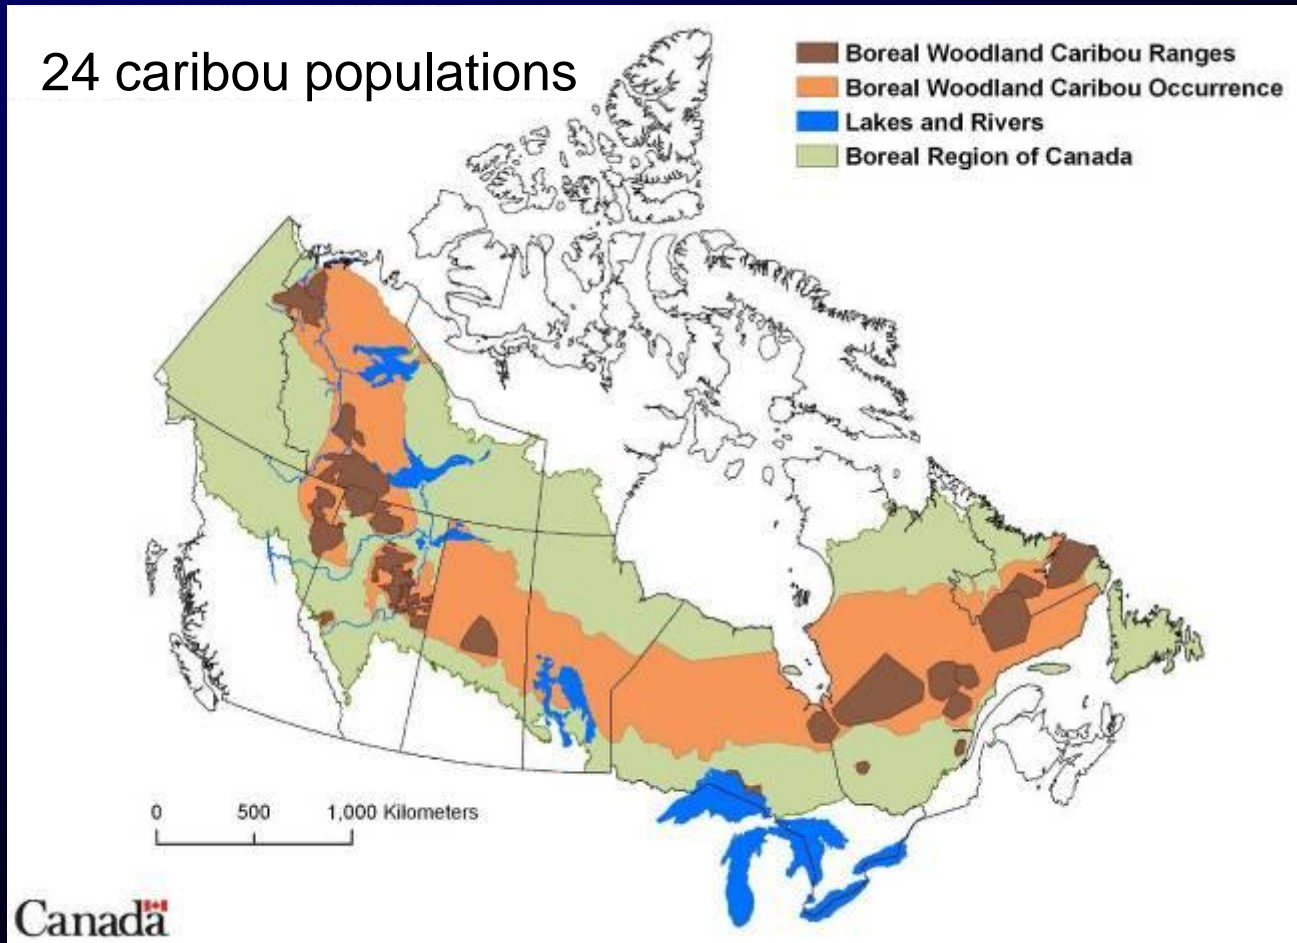 24 caribou populations
Boreal Woodland Caribou Ranges
Boreal Woodland Caribou Occurrence
Lakes and Rivers
Boreal Region of Canada
0 500 1,000 Kilometers
Canada